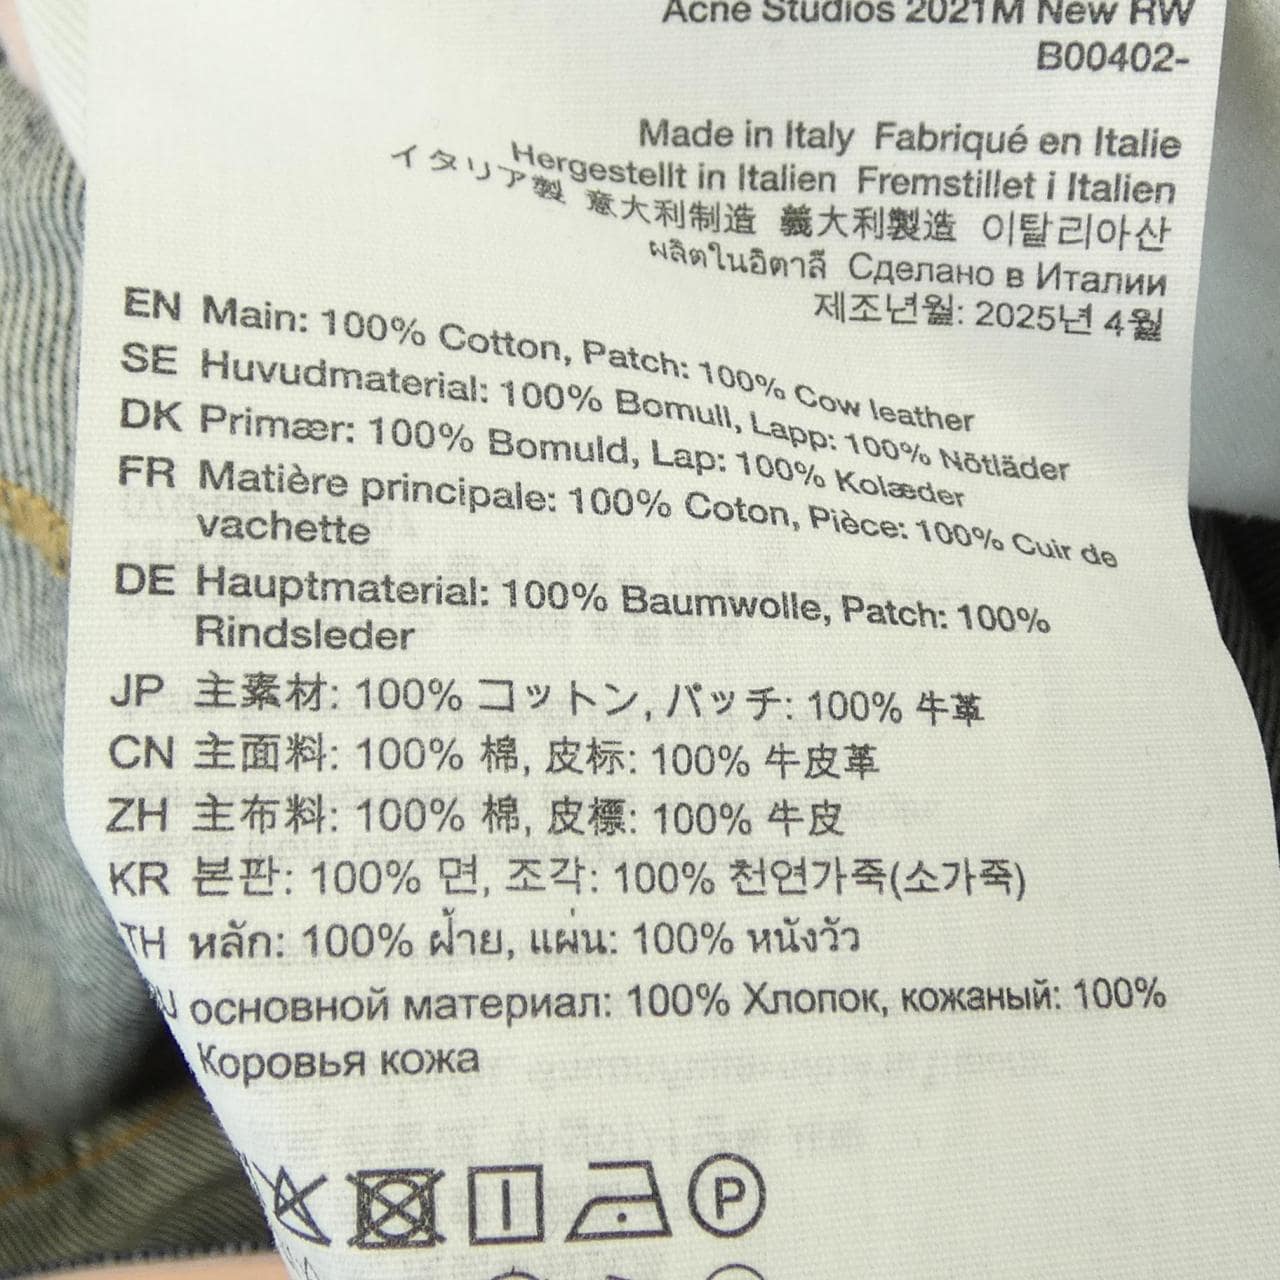 Acne Studios 2021M New RW
B00402-
Made in Italy Fabriqué en Italie
Hergestellt in Italien Fremstillet i Italien
イタリア製 意大利制造 義大利製造 이탈리아산
ผลิตในอิตาลี Сделано в Италии
제조년월: 2025년 4월
EN Main: 100% Cotton, Patch: 100% Cow leather
SE Huvudmaterial: 100% Bomull, Lapp: 100% Nötläder
DK Primær: 100% Bomuld, Lap: 100% Kolæder
FR Matière principale: 100% Coton, Pièce: 100% Cuir de
vachette
DE Hauptmaterial: 100% Baumwolle, Patch: 100%
Rindsleder
JP 主素材: 100% コットン, パッチ: 100% 牛革
CN 主面料: 100% 棉, 皮标: 100% 牛皮革
ZH 主布料: 100% 棉, 皮標: 100% 牛皮
KR 본판: 100% 면, 조각: 100% 천연가죽(소가죽)
TH หลัก: 100% ฝ้าย, แผ่น: 100% หนังวัว
основной материал: 100% Хлопок, кожаный: 100%
Коровья кожа
P